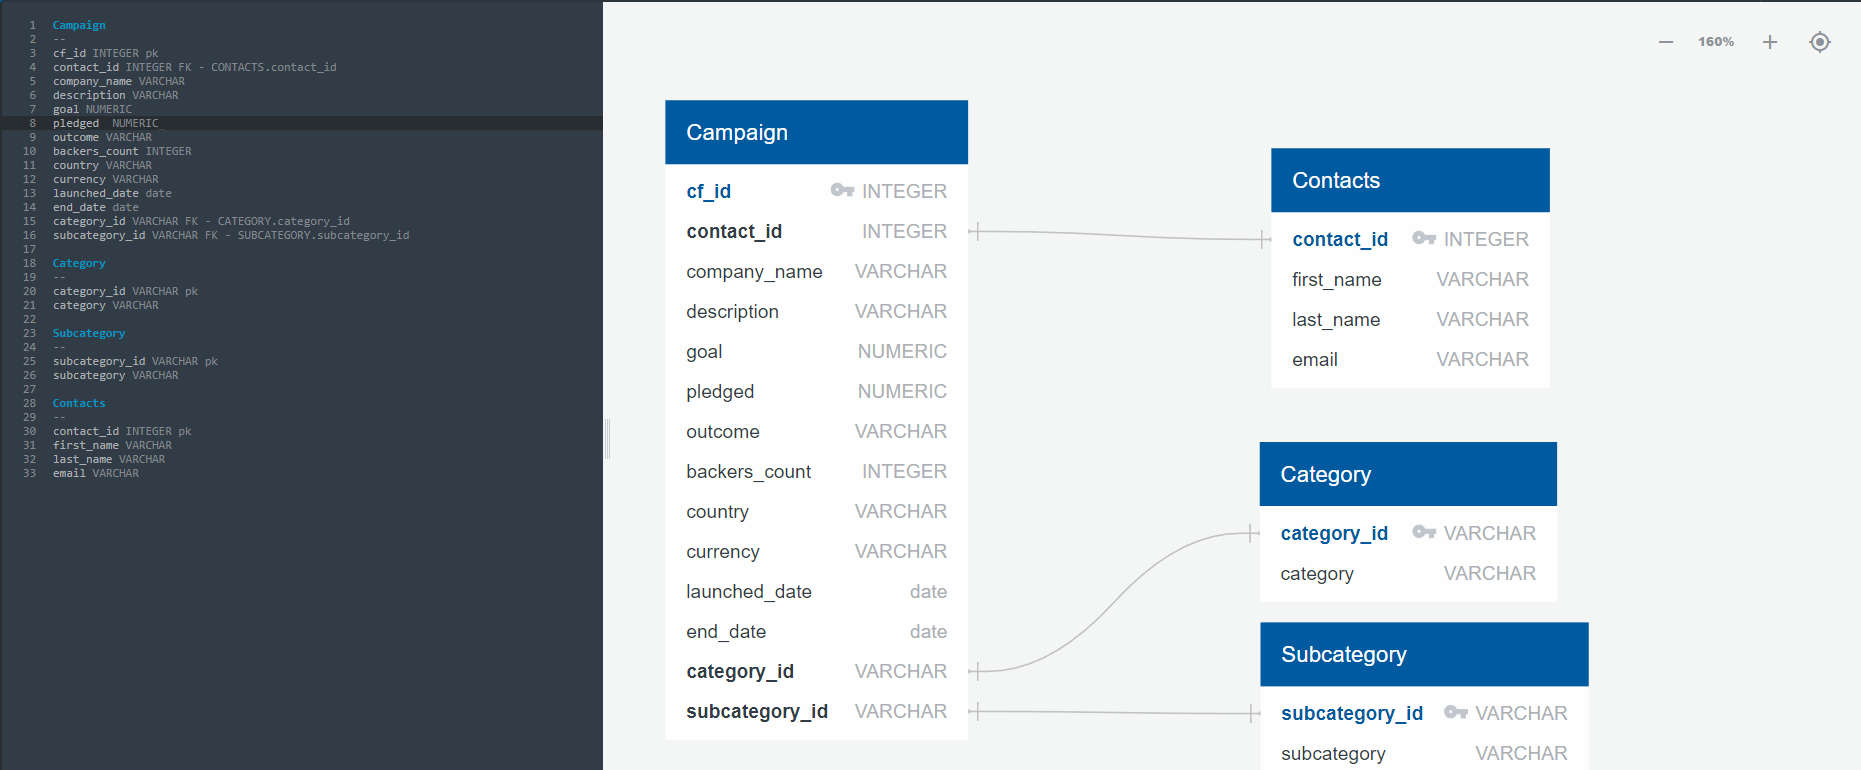 1 Campaign
2 --
3 cf_id INTEGER pk
4 contact_id INTEGER FK - CONTACTS.contact_id
5 company_name VARCHAR
6 description VARCHAR
7 goal NUMERIC
8 pledged  NUMERIC
9 outcome VARCHAR
10 backers_count INTEGER
11 country VARCHAR
12 currency VARCHAR
13 launched_date date
14 end_date date
15 category_id VARCHAR FK - CATEGORY.category_id
16 subcategory_id VARCHAR FK - SUBCATEGORY.subcategory_id
17
18 Category
19 --
20 category_id VARCHAR pk
21 category VARCHAR
22
23 Subcategory
24 --
25 subcategory_id VARCHAR pk
26 subcategory VARCHAR
27
28 Contacts
29 --
30 contact_id INTEGER pk
31 first_name VARCHAR
32 last_name VARCHAR
33 email VARCHAR
160%
Campaign
cf_id INTEGER
contact_id INTEGER
company_name VARCHAR
description VARCHAR
goal NUMERIC
pledged NUMERIC
outcome VARCHAR
backers_count INTEGER
country VARCHAR
currency VARCHAR
launched_date date
end_date date
category_id VARCHAR
subcategory_id VARCHAR
Contacts
contact_id INTEGER
first_name VARCHAR
last_name VARCHAR
email VARCHAR
Category
category_id VARCHAR
category VARCHAR
Subcategory
subcategory_id VARCHAR
subcategory VARCHAR